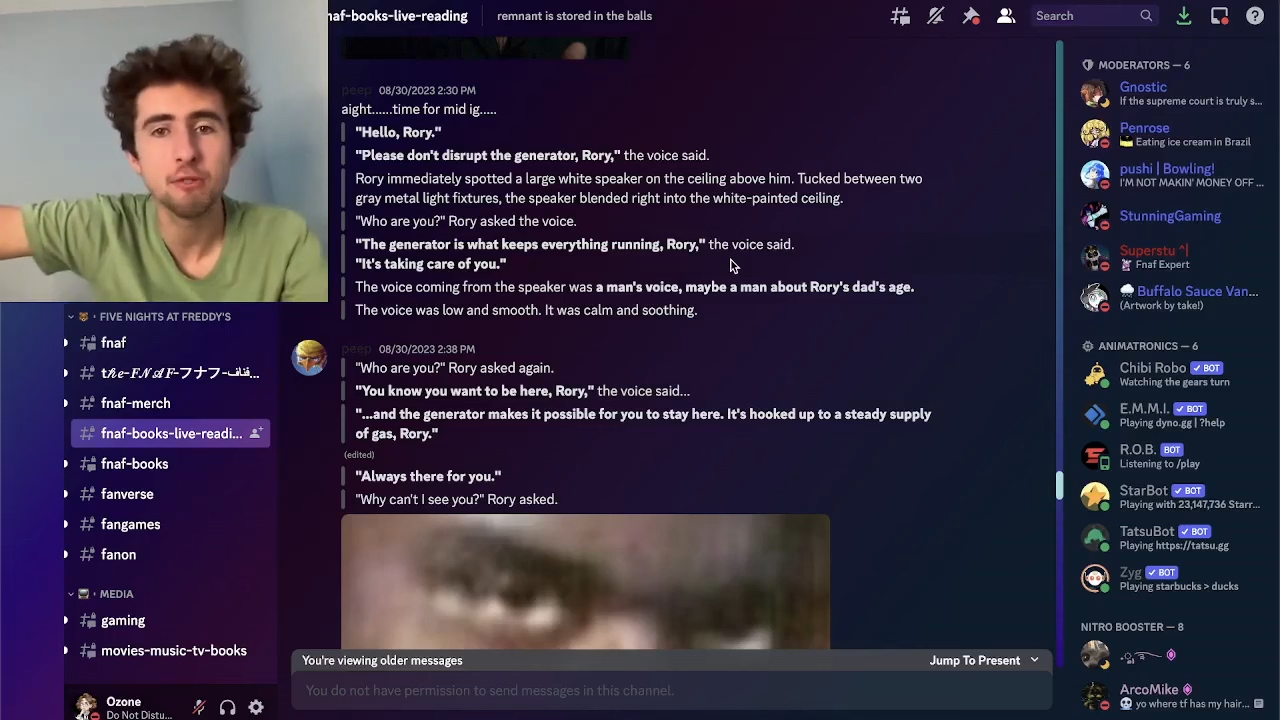 fnaf-books-live-reading
remnant is stored in the balls
Search
peep 08/30/2023 2:30 PM
aight......time for mid ig.....
"Hello, Rory."
"Please don't disrupt the generator, Rory," the voice said.
Rory immediately spotted a large white speaker on the ceiling above him. Tucked between two
gray metal light fixtures, the speaker blended right into the white-painted ceiling.
"Who are you?" Rory asked the voice.
"The generator is what keeps everything running, Rory," the voice said.
"It's taking care of you."
The voice coming from the speaker was a man's voice, maybe a man about Rory's dad's age.
The voice was low and smooth. It was calm and soothing.
peep 08/30/2023 2:38 PM
"Who are you?" Rory asked again.
"You know you want to be here, Rory," the voice said...
"...and the generator makes it possible for you to stay here. It's hooked up to a steady supply
of gas, Rory."
(edited)
"Always there for you."
"Why can't I see you?" Rory asked.
You're viewing older messages
Jump To Present
You do not have permission to send messages in this channel.
FIVE NIGHTS AT FREDDY'S
fnaf
fnaf-merch
fnaf-books-live-readi...
fnaf-books
fanverse
fangames
fanon
MEDIA
gaming
movies-music-tv-books
Ozone
Do Not Distu...
MODERATORS — 6
Gnostic
If the supreme court is truly s...
Penrose
Eating ice cream in Brazil
pushi | Bowling!
I'M NOT MAKIN' MONEY OFF ...
StunningGaming
Superstu ^|
Fnaf Expert
Buffalo Sauce Van...
(Artwork by take!)
ANIMATRONICS — 6
Chibi Robo ✓ BOT
Watching the gears turn
E.M.M.I. ✓ BOT
Playing dyno.gg | ?help
R.O.B. BOT
Listening to /play
StarBot ✓ BOT
Playing with 23,147,736 Starr...
TatsuBot ✓ BOT
Playing https://tatsu.gg
Zyg ✓ BOT
Playing starbucks > ducks
NITRO BOOSTER — 8
ArcoMike
yo where tf has my hair...